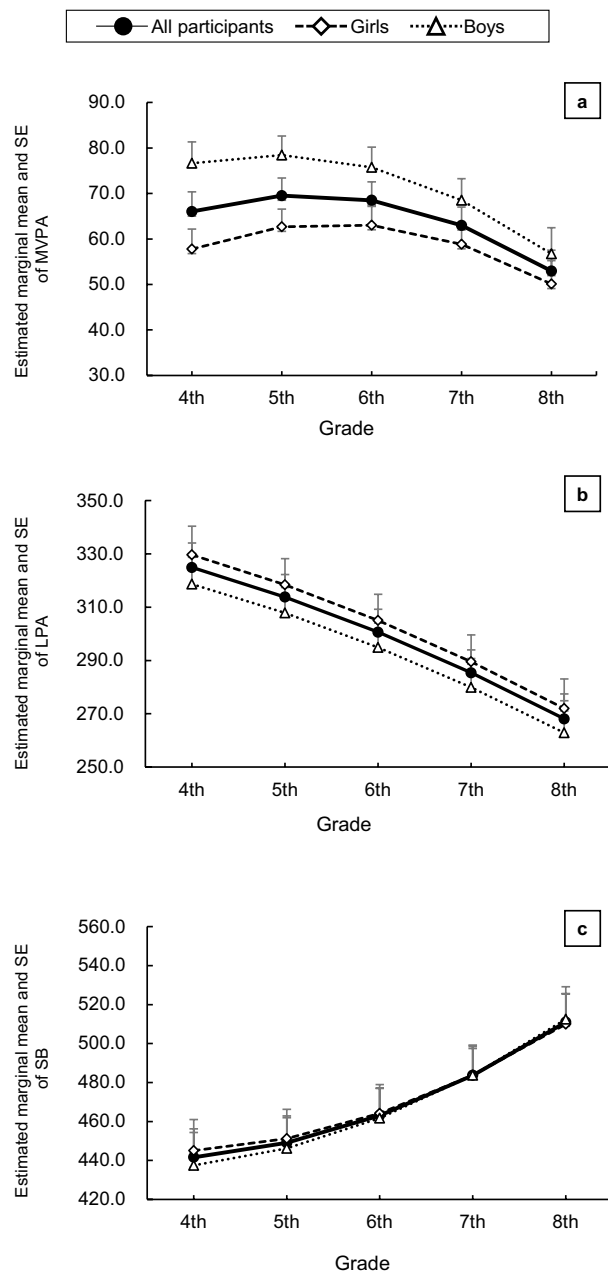 All participants Girls Boys
a
Estimated marginal mean and SE
of MVPA
90.0
80.0
70.0
60.0
50.0
40.0
30.0
4th 5th 6th 7th 8th
Grade
b
Estimated marginal mean and SE
of LPA
350.0
330.0
310.0
290.0
270.0
250.0
4th 5th 6th 7th 8th
Grade
c
Estimated marginal mean and SE
of SB
560.0
540.0
520.0
500.0
480.0
460.0
440.0
420.0
4th 5th 6th 7th 8th
Grade